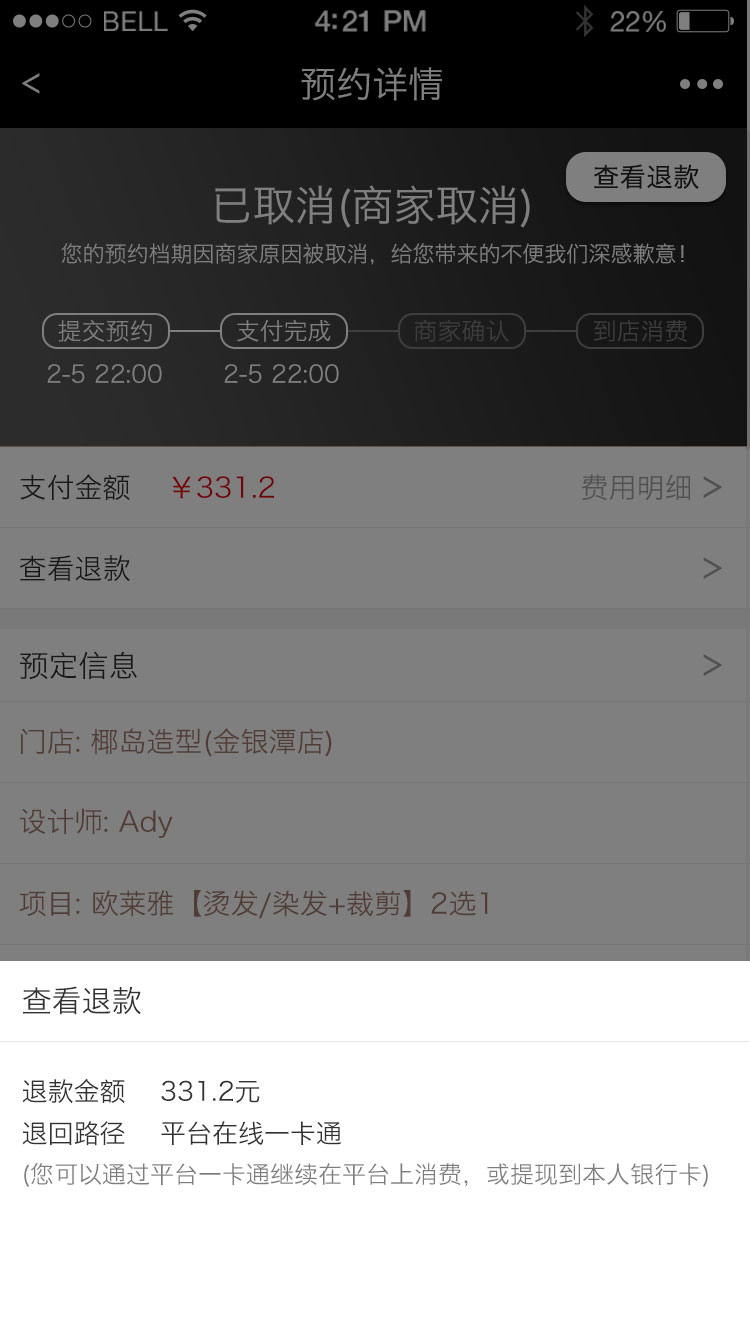 BELL 4:21 PM 22%
< 预约详情
查看退款
已取消(商家取消)
您的预约档期因商家原因被取消，给您带来的不便我们深感歉意！
提交预约 支付完成 商家确认 到店消费
2-5 22:00 2-5 22:00
支付金额 ￥331.2 费用明细 >
查看退款 >
预定信息 >
门店: 椰岛造型(金银潭店)
设计师: Ady
项目: 欧莱雅【烫发/染发+裁剪】2选1
查看退款
退款金额 331.2元
退回路径 平台在线一卡通
(您可以通过平台一卡通继续在平台上消费，或提现到本人银行卡)